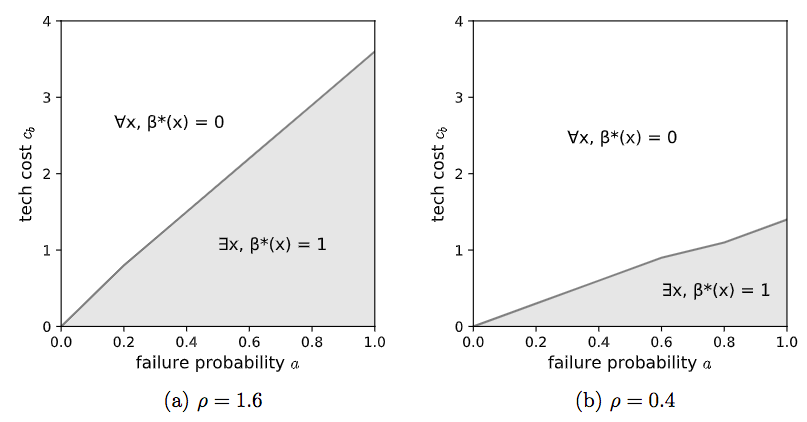 4
3
2
1
0
0.0 0.2 0.4 0.6 0.8 1.0
tech cost c_b
failure probability a
∀x, β*(x) = 0
∃x, β*(x) = 1
(a) ρ = 1.6
4
3
2
1
0
0.0 0.2 0.4 0.6 0.8 1.0
tech cost c_b
failure probability a
∀x, β*(x) = 0
∃x, β*(x) = 1
(b) ρ = 0.4